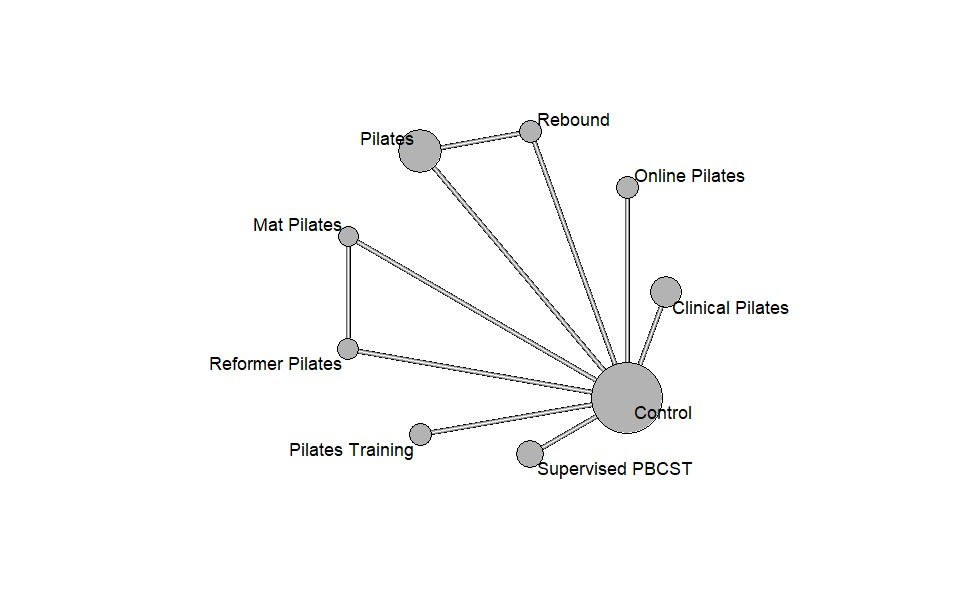 Rebound
Pilates
Online Pilates
Mat Pilates
Clinical Pilates
Reformer Pilates
Control
Pilates Training
Supervised PBCST